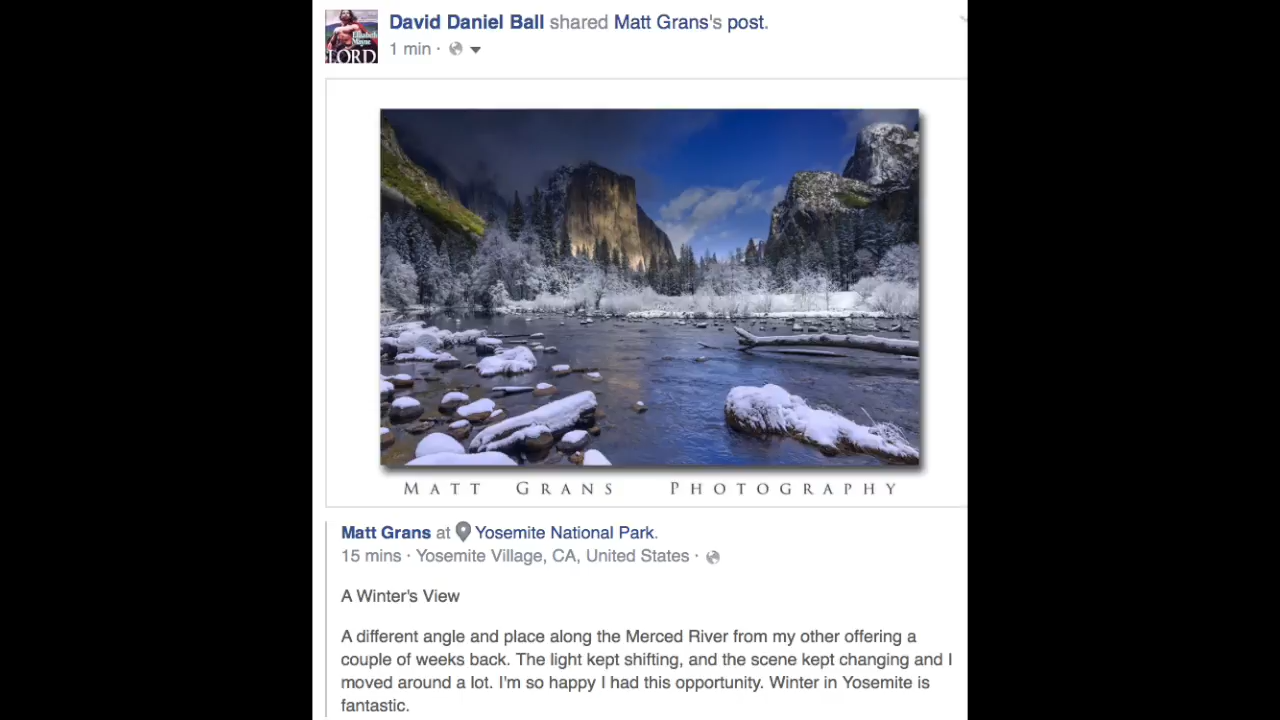 David Daniel Ball shared Matt Grans's post.
1 min ·
Elizabeth
Mayne
LORD
MATT GRANS PHOTOGRAPHY
Matt Grans at Yosemite National Park.
15 mins · Yosemite Village, CA, United States ·
A Winter's View
A different angle and place along the Merced River from my other offering a
couple of weeks back. The light kept shifting, and the scene kept changing and I
moved around a lot. I'm so happy I had this opportunity. Winter in Yosemite is
fantastic.